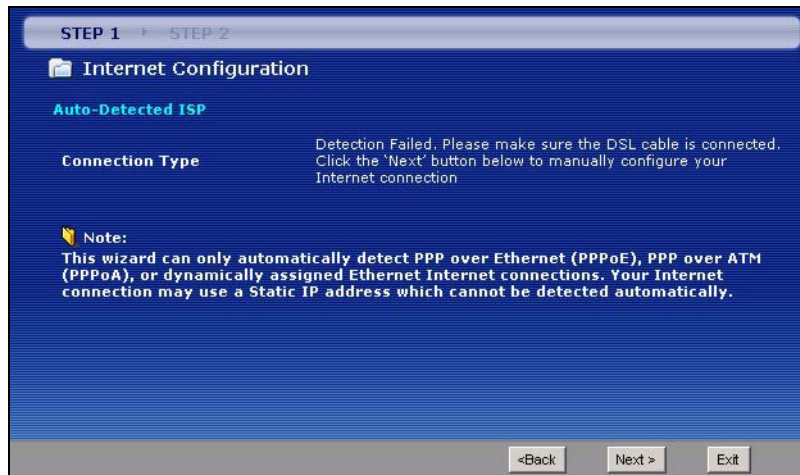 STEP 1 STEP 2
Internet Configuration
Auto-Detected ISP
Connection Type
Detection Failed. Please make sure the DSL cable is connected.
Click the ‘Next’ button below to manually configure your
Internet connection
Note:
This wizard can only automatically detect PPP over Ethernet (PPPoE), PPP over ATM
(PPPoA), or dynamically assigned Ethernet Internet connections. Your Internet
connection may use a Static IP address which cannot be detected automatically.
<Back Next > Exit